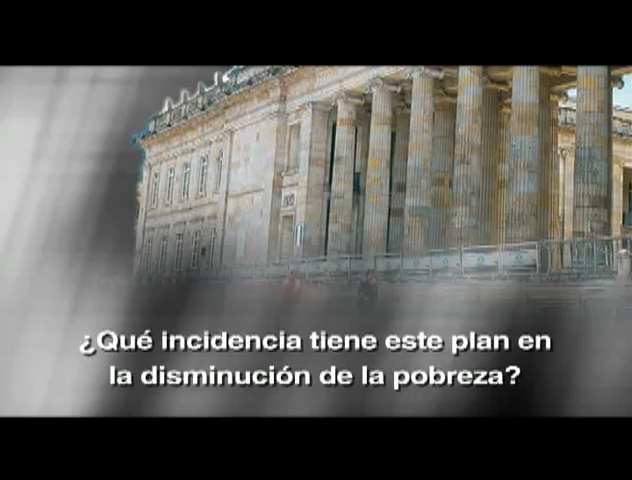 ¿Qué incidencia tiene este plan en
la disminución de la pobreza?